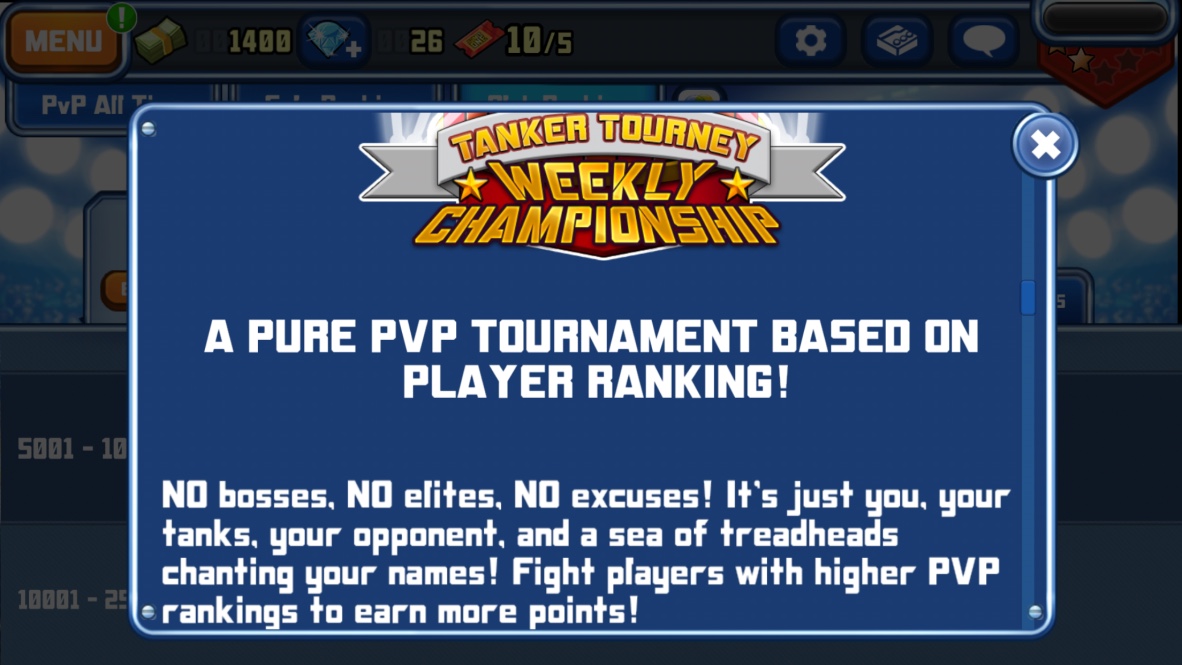 MENU
!
001400
0026
10/5
PvP All Ti
TANKER TOURNEY
WEEKLY
CHAMPIONSHIP
A PURE PVP TOURNAMENT BASED ON
PLAYER RANKING!
5001 - 10
NO bosses, NO elites, NO excuses! It's just you, your
tanks, your opponent, and a sea of treadheads
chanting your names! Fight players with higher PVP
10001 - 25
rankings to earn more points!